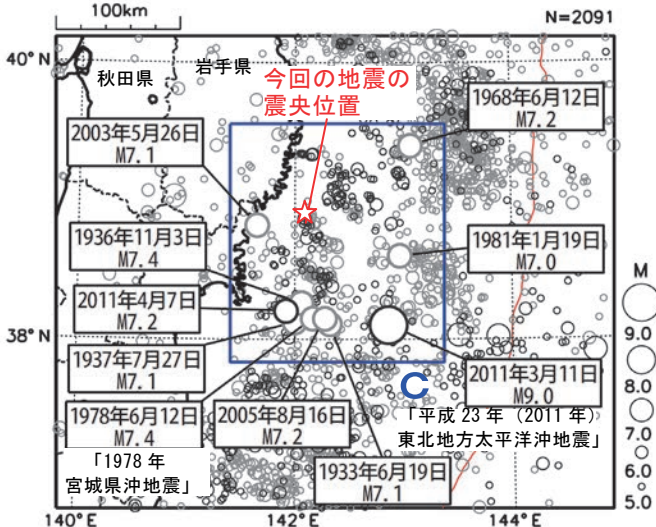 100km
N=2091
40°N
秋田県
岩手県
今回の地震の
震央位置
1968年6月12日
M7.2
2003年5月26日
M7.1
1936年11月3日
M7.4
1981年1月19日
M7.0
2011年4月7日
M7.2
38°N
1937年7月27日
M7.1
2011年3月11日
M9.0
C
1978年6月12日
M7.4
2005年8月16日
M7.2
「平成 23 年 (2011 年)
東北地方太平洋沖地震」
「1978 年
宮城県沖地震」
1933年6月19日
M7.1
M
9.0
8.0
7.0
6.0
5.0
140°E
142°E
144°E